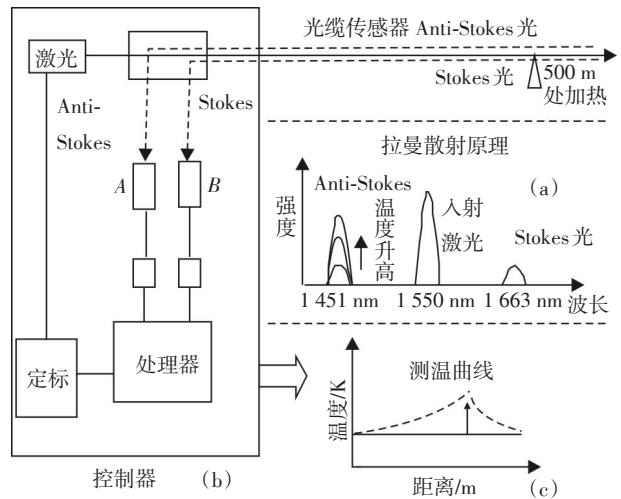 激光
光缆传感器 Anti-Stokes 光
Stokes 光
500 m
处加热
Anti-
Stokes
Stokes
A
B
处理器
定标
控制器
(b)
拉曼散射原理
(a)
强度
Anti-Stokes
温度升高
入射
激光
Stokes 光
1 451 nm
1 550 nm
1 663 nm
波长
测温曲线
温度/K
距离/m
(c)